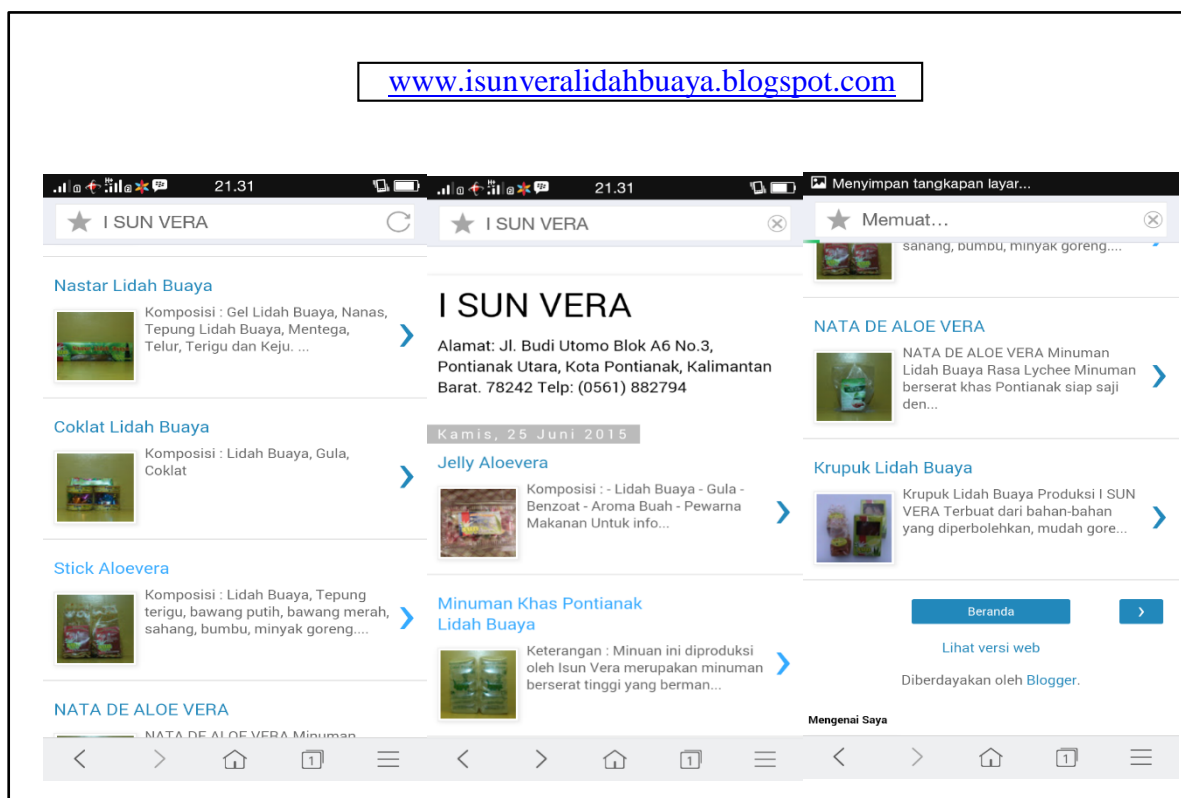 www.isunveralidahbuaya.blogspot.com
21.31
I SUN VERA
Nastar Lidah Buaya
Komposisi : Gel Lidah Buaya, Nanas,
Tepung Lidah Buaya, Mentega,
Telur, Terigu dan Keju. ...
Coklat Lidah Buaya
Komposisi : Lidah Buaya, Gula,
Coklat
Stick Aloevera
Komposisi : Lidah Buaya, Tepung
terigu, bawang putih, bawang merah,
sahang, bumbu, minyak goreng....
NATA DE ALOE VERA
NATA DE ALOE VERA Minuman
1
21.31
I SUN VERA
I SUN VERA
Alamat: Jl. Budi Utomo Blok A6 No.3,
Pontianak Utara, Kota Pontianak, Kalimantan
Barat. 78242 Telp: (0561) 882794
Kamis, 25 Juni 2015
Jelly Aloevera
Komposisi : - Lidah Buaya - Gula -
Benzoat - Aroma Buah - Pewarna
Makanan Untuk info...
Minuman Khas Pontianak
Lidah Buaya
Keterangan : Minuan ini diproduksi
oleh Isun Vera merupakan minuman
berserat tinggi yang berman...
1
Menyimpan tangkapan layar...
Memuat...
sahang, bumbu, minyak goreng....
NATA DE ALOE VERA
NATA DE ALOE VERA Minuman
Lidah Buaya Rasa Lychee Minuman
berserat khas Pontianak siap saji
den...
Krupuk Lidah Buaya
Krupuk Lidah Buaya Produksi I SUN
VERA Terbuat dari bahan-bahan
yang diperbolehkan, mudah gore...
Beranda
Lihat versi web
Diberdayakan oleh Blogger.
Mengenai Saya
1